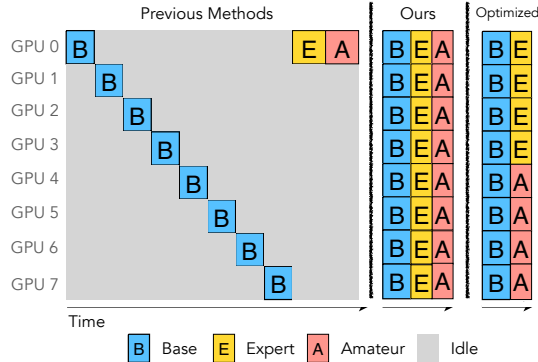 Previous Methods Ours Optimized
GPU 0 B E A B E A B E
GPU 1 B B E A B E
GPU 2 B B E A B E
GPU 3 B B E A B E
GPU 4 B B E A B A
GPU 5 B B E A B A
GPU 6 B B E A B A
GPU 7 B B E A B A
Time
B Base E Expert A Amateur Idle